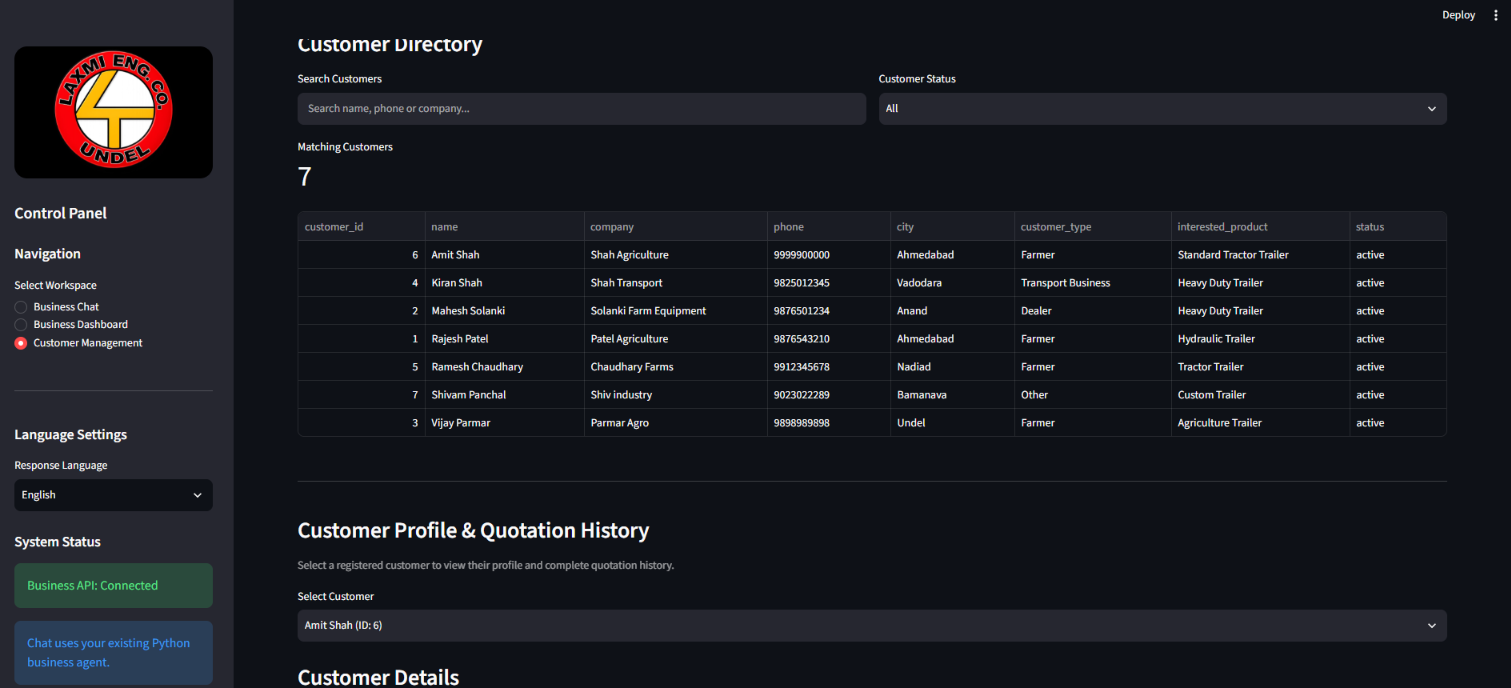 Deploy
LAXMI ENG.CO.
UNDEL
Control Panel
Navigation
Select Workspace
Business Chat
Business Dashboard
Customer Management
Language Settings
Response Language
English
System Status
Business API: Connected
Chat uses your existing Python
business agent.
Customer Directory
Search Customers Customer Status
Search name, phone or company... All
Matching Customers
7
customer_id name company phone city customer_type interested_product status
6 Amit Shah Shah Agriculture 9999900000 Ahmedabad Farmer Standard Tractor Trailer active
4 Kiran Shah Shah Transport 9825012345 Vadodara Transport Business Heavy Duty Trailer active
2 Mahesh Solanki Solanki Farm Equipment 9876501234 Anand Dealer Heavy Duty Trailer active
1 Rajesh Patel Patel Agriculture 9876543210 Ahmedabad Farmer Hydraulic Trailer active
5 Ramesh Chaudhary Chaudhary Farms 9912345678 Nadiad Farmer Tractor Trailer active
7 Shivam Panchal Shiv industry 9023022289 Bamanava Other Custom Trailer active
3 Vijay Parmar Parmar Agro 9898989898 Undel Farmer Agriculture Trailer active
Customer Profile & Quotation History
Select a registered customer to view their profile and complete quotation history.
Select Customer
Amit Shah (ID: 6)
Customer Details